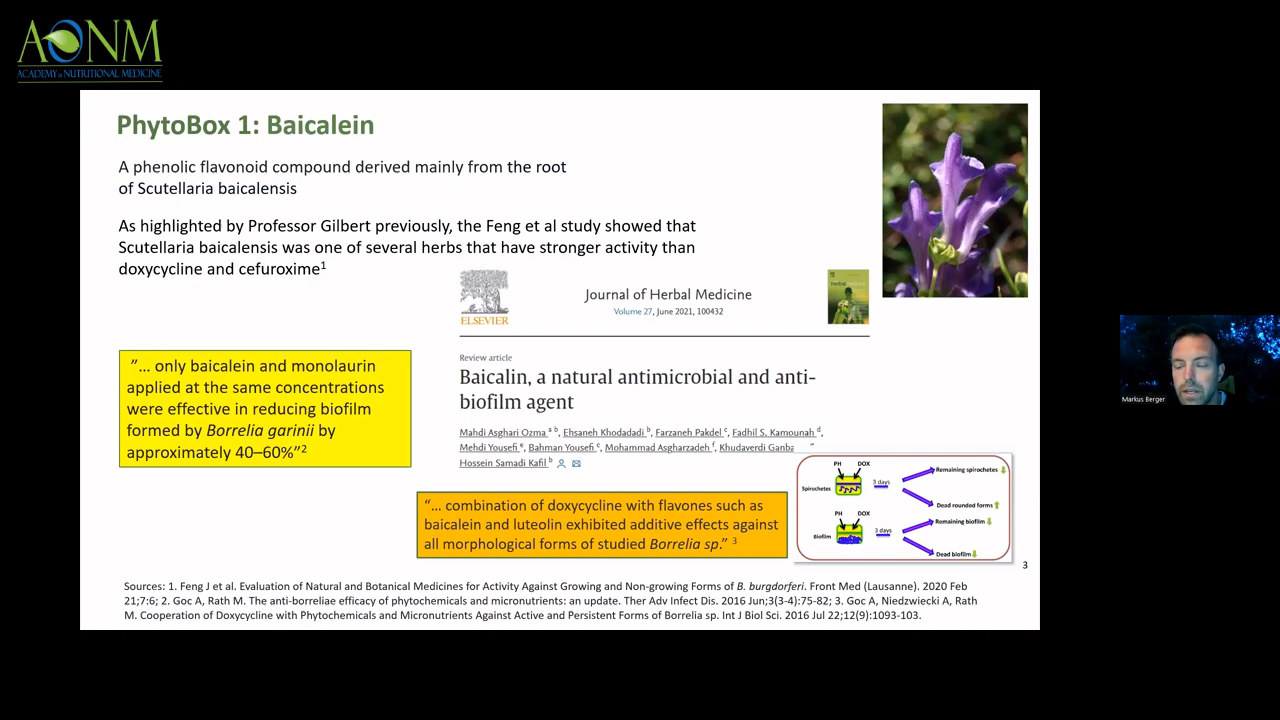 AONM
ACADEMY of NUTRITIONAL MEDICINE
PhytoBox 1: Baicalein
A phenolic flavonoid compound derived mainly from the root
of Scutellaria baicalensis
As highlighted by Professor Gilbert previously, the Feng et al study showed that
Scutellaria baicalensis was one of several herbs that have stronger activity than
doxycycline and cefuroxime1
ELSEVIER
Journal of Herbal Medicine
Volume 27, June 2021, 100432
Review article
Baicalin, a natural antimicrobial and anti-
biofilm agent
Mahdi Asghari Ozma a b, Ehsaneh Khodadadi b, Farzaneh Pakdel c, Fadhil S. Kamounah d,
Mehdi Yousefi e, Bahman Yousefi c, Mohammad Asgharzadeh f, Khudaverdi Ganba
Hossein Samadi Kafil b
"... only baicalein and monolaurin
applied at the same concentrations
were effective in reducing biofilm
formed by Borrelia garinii by
approximately 40–60%"2
"... combination of doxycycline with flavones such as
baicalein and luteolin exhibited additive effects against
all morphological forms of studied Borrelia sp." 3
PH DOX
Spirochetes
3 days
Remaining spirochetes
Dead rounded forms
PH DOX
Biofilm
3 days
Remaining biofilm
Dead biofilm
3
Sources: 1. Feng J et al. Evaluation of Natural and Botanical Medicines for Activity Against Growing and Non-growing Forms of B. burgdorferi. Front Med (Lausanne). 2020 Feb
21;7:6; 2. Goc A, Rath M. The anti-borreliae efficacy of phytochemicals and micronutrients: an update. Ther Adv Infect Dis. 2016 Jun;3(3-4):75-82; 3. Goc A, Niedzwiecki A, Rath
M. Cooperation of Doxycycline with Phytochemicals and Micronutrients Against Active and Persistent Forms of Borrelia sp. Int J Biol Sci. 2016 Jul 22;12(9):1093-103.
Markus Berger